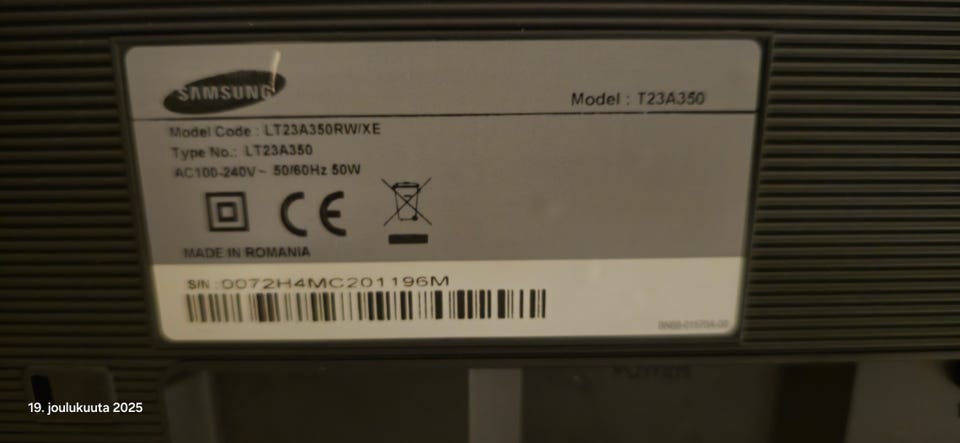 SAMSUNG
Model : T23A350
Model Code : LT23A350RW/XE
Type No.: LT23A350
AC100-240V~ 50/60Hz 50W
CE
MADE IN ROMANIA
S/N :0072H4MC201196M
POWER
19. joulukuuta 2025